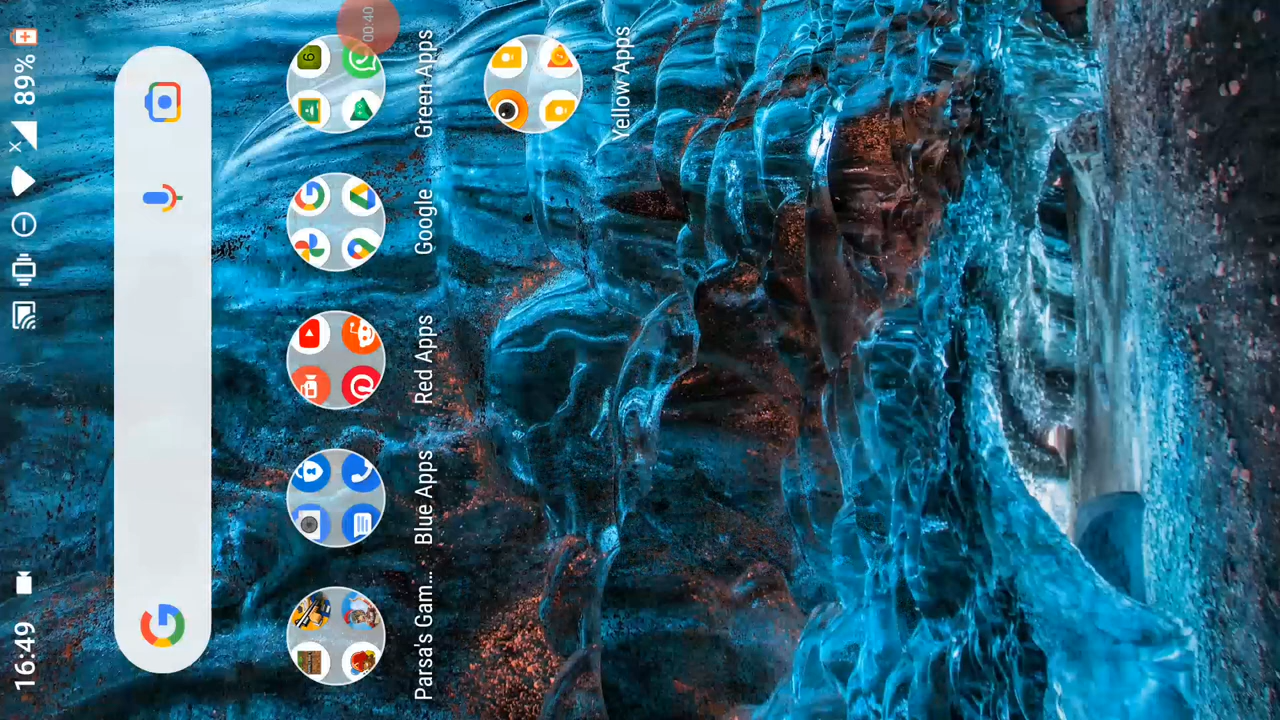 16:49
89%
00:40
Parsa's Gam...
Blue Apps
Red Apps
Google
Green Apps
Yellow Apps